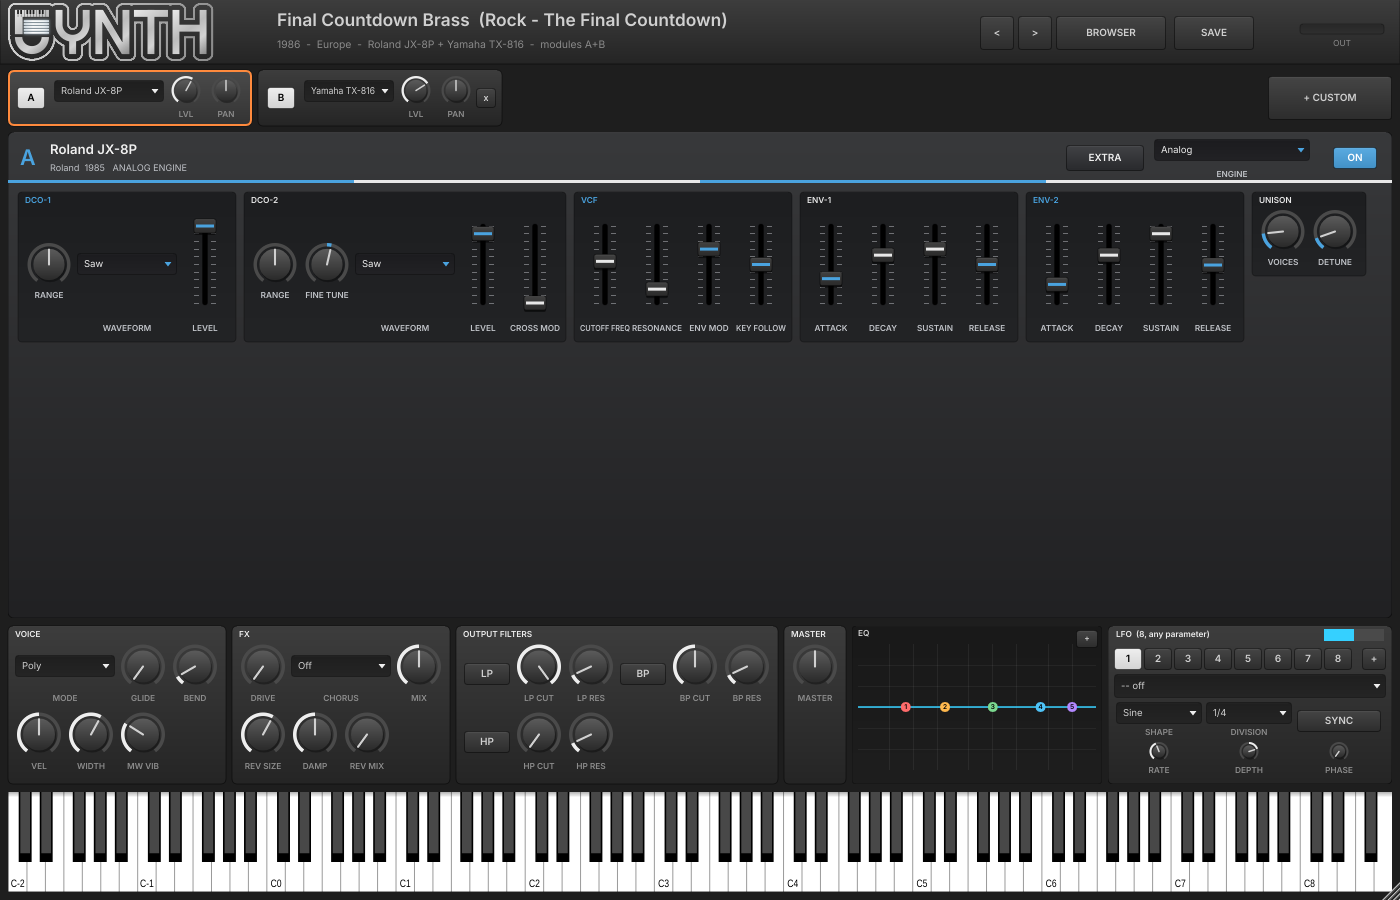 SYNTH
Final Countdown Brass (Rock - The Final Countdown)
1986 - Europe - Roland JX-8P + Yamaha TX-816 - modules A+B
< > BROWSER SAVE
OUT
A Roland JX-8P LVL PAN
B Yamaha TX-816 LVL PAN x
+ CUSTOM
A Roland JX-8P
Roland 1985 ANALOG ENGINE
EXTRA Analog ON
ENGINE
DCO-1 DCO-2 VCF ENV-1 ENV-2 UNISON
Saw Saw
VOICES DETUNE
RANGE RANGE FINE TUNE
WAVEFORM LEVEL WAVEFORM LEVEL CROSS MOD CUTOFF FREQ RESONANCE ENV MOD KEY FOLLOW ATTACK DECAY SUSTAIN RELEASE ATTACK DECAY SUSTAIN RELEASE
VOICE
Poly
MODE GLIDE BEND
VEL WIDTH MW VIB
FX
Off
DRIVE CHORUS MIX
REV SIZE DAMP REV MIX
OUTPUT FILTERS
LP BP
LP CUT LP RES BP CUT BP RES
HP
HP CUT HP RES
MASTER
MASTER
EQ +
1 2 3 4 5
LFO (8, any parameter)
1 2 3 4 5 6 7 8 +
-- off
Sine 1/4 SYNC
SHAPE DIVISION
RATE DEPTH PHASE
C-2 C-1 C0 C1 C2 C3 C4 C5 C6 C7 C8